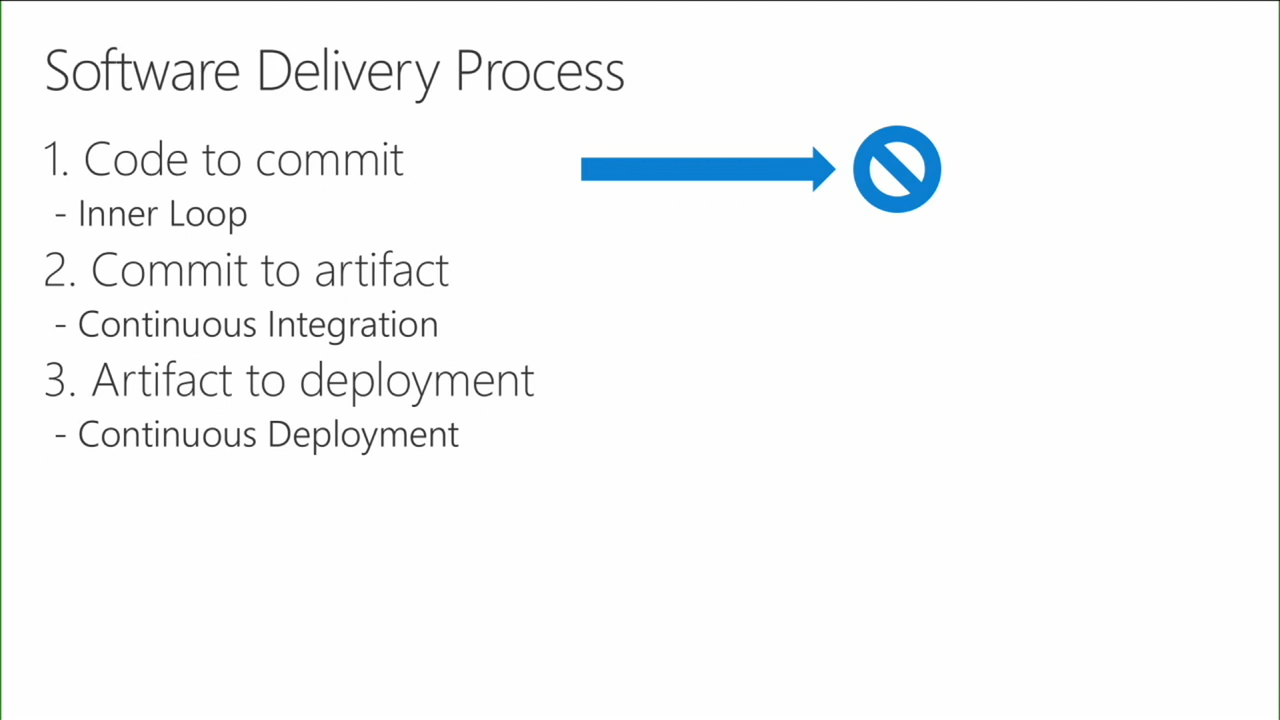 Software Delivery Process
1. Code to commit
- Inner Loop
2. Commit to artifact
- Continuous Integration
3. Artifact to deployment
- Continuous Deployment